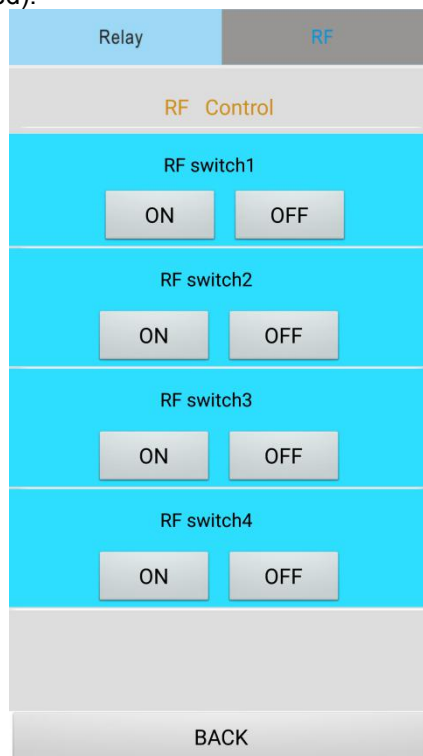 Relay RF
RF Control
RF switch1
ON OFF
RF switch2
ON OFF
RF switch3
ON OFF
RF switch4
ON OFF
BACK